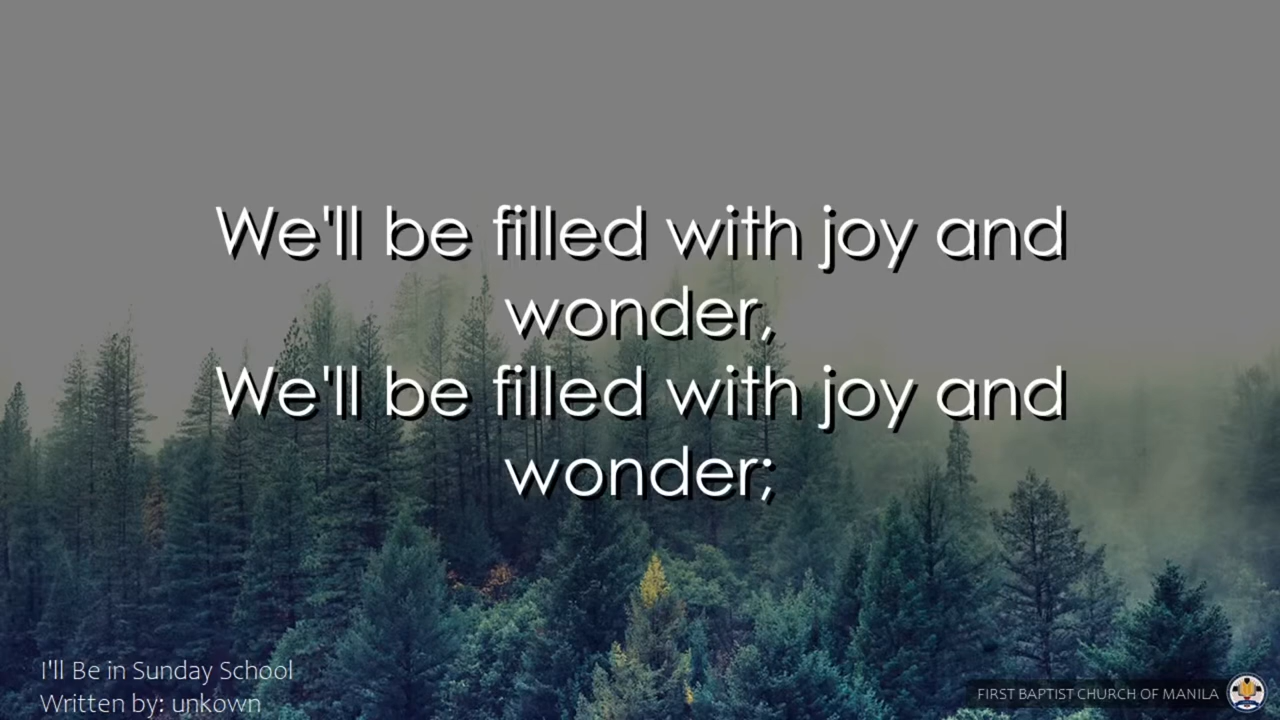 We'll be filled with joy and
wonder,
We'll be filled with joy and
wonder;
I'll Be in Sunday School
Written by: unkown
FIRST BAPTIST CHURCH OF MANILA